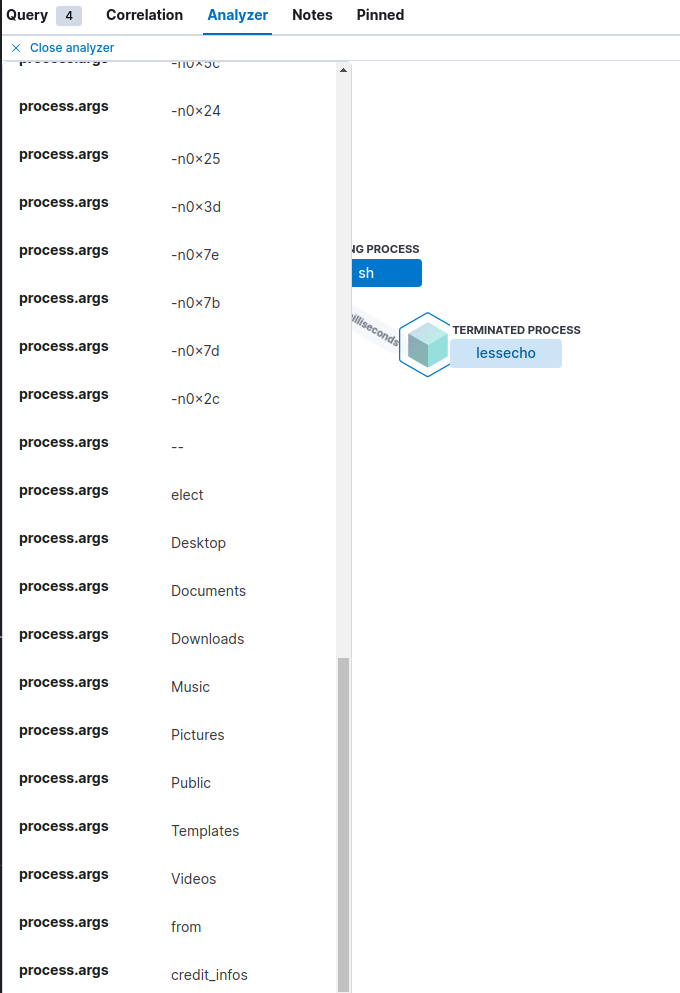 Query 4 Correlation Analyzer Notes Pinned
Close analyzer
process.args -n0×5c
process.args -n0×24
process.args -n0×25
process.args -n0×3d
process.args -n0×7e
process.args -n0×7b
process.args -n0×7d
process.args -n0×2c
process.args --
process.args elect
process.args Desktop
process.args Documents
process.args Downloads
process.args Music
process.args Pictures
process.args Public
process.args Templates
process.args Videos
process.args from
process.args credit_infos
NG PROCESS
sh
illiseconds
TERMINATED PROCESS
lessecho